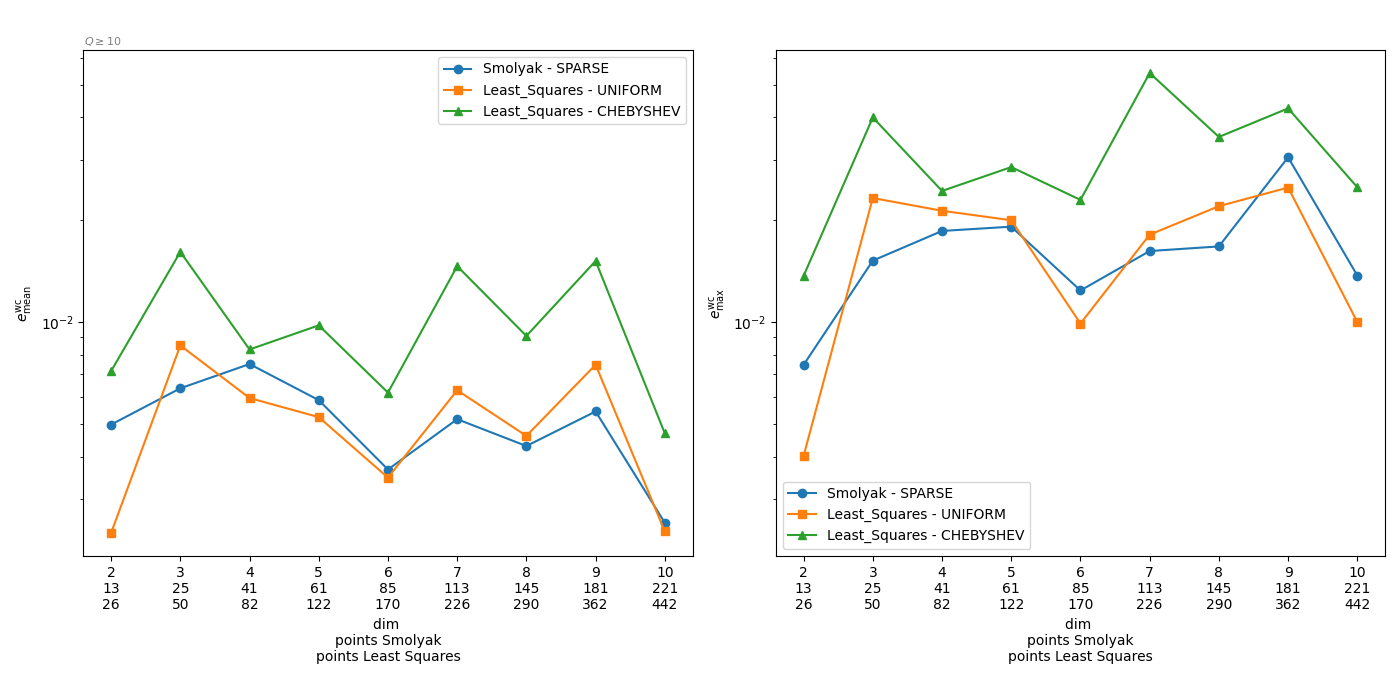 Q ≥ 10
Smolyak - SPARSE
Least_Squares - UNIFORM
Least_Squares - CHEBYSHEV
e^wc_mean
10^−2
2 3 4 5 6 7 8 9 10
13 25 41 61 85 113 145 181 221
26 50 82 122 170 226 290 362 442
dim
points Smolyak
points Least Squares
e^wc_max
10^−2
Smolyak - SPARSE
Least_Squares - UNIFORM
Least_Squares - CHEBYSHEV
2 3 4 5 6 7 8 9 10
13 25 41 61 85 113 145 181 221
26 50 82 122 170 226 290 362 442
dim
points Smolyak
points Least Squares